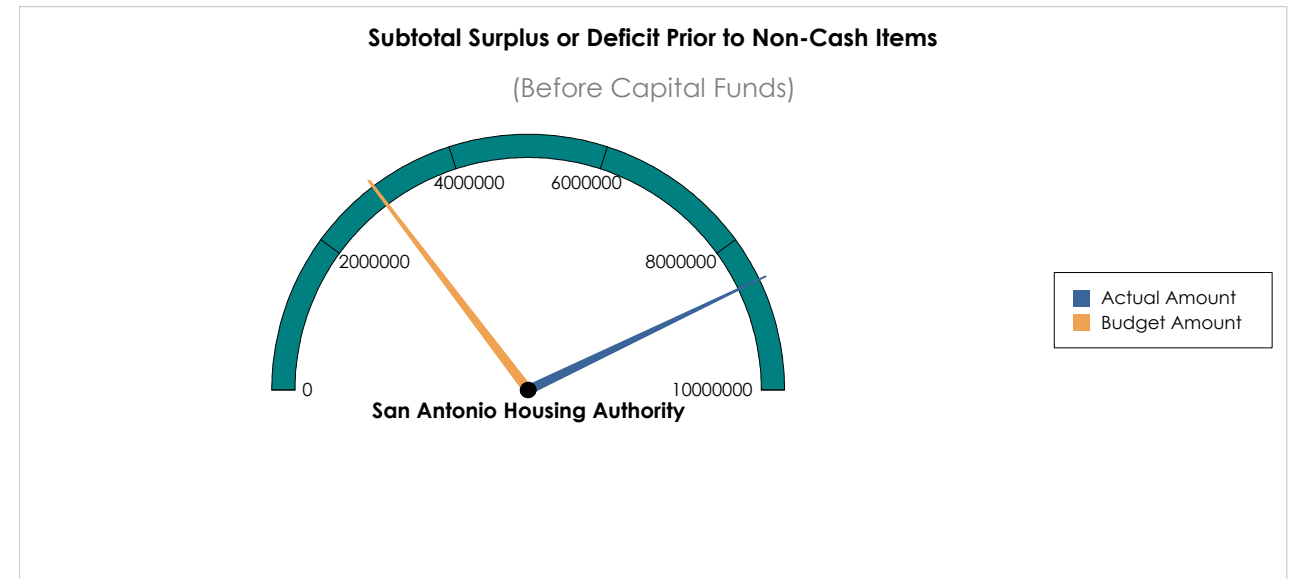 Subtotal Surplus or Deficit Prior to Non-Cash Items
(Before Capital Funds)
4000000 6000000
2000000 8000000
Actual Amount
Budget Amount
0 10000000
San Antonio Housing Authority